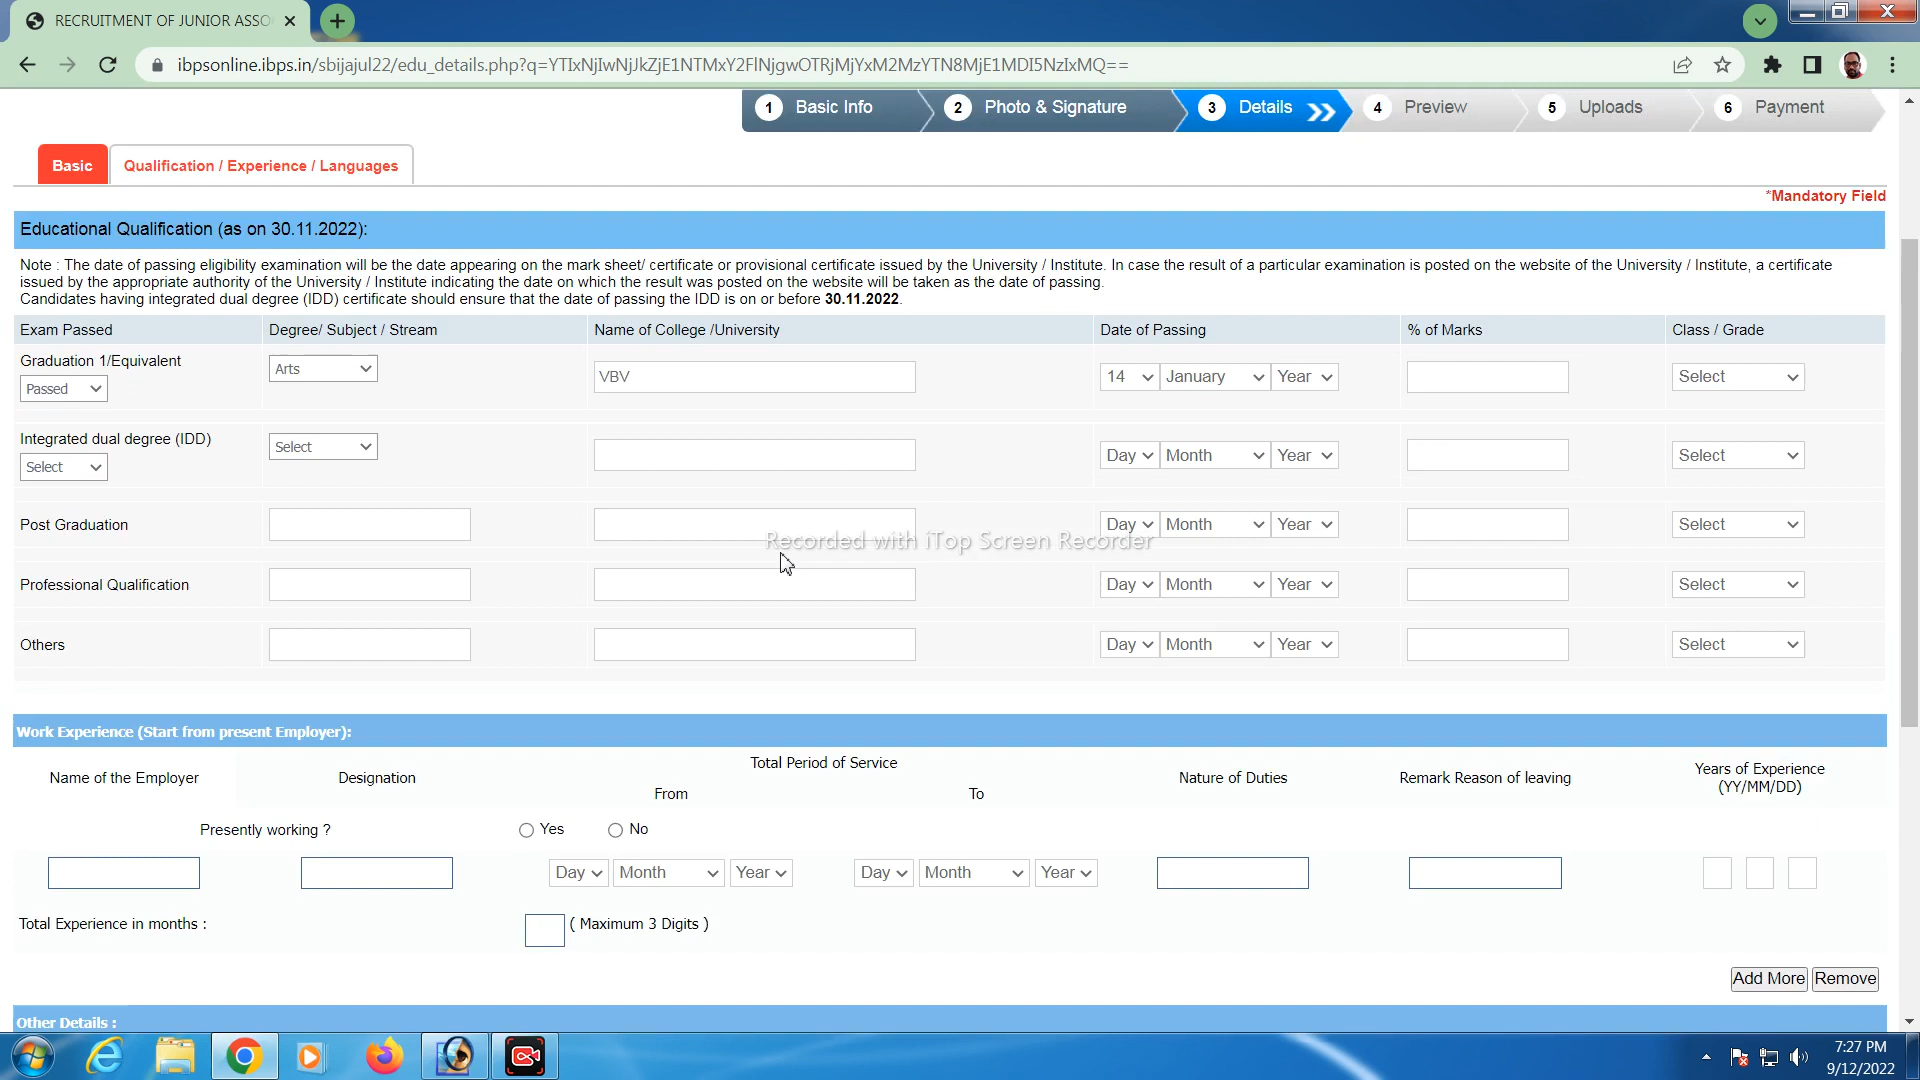 RECRUITMENT OF JUNIOR ASSO
ibpsonline.ibps.in/sbijajul22/edu_details.php?q=YTIxNjIwNjJkZjE1NTMxY2FlNjgwOTRjMjYxM2MzYTN8MjE1MDI5NzIxMQ==
1 Basic Info 2 Photo & Signature 3 Details 4 Preview 5 Uploads 6 Payment
Basic Qualification / Experience / Languages
*Mandatory Field
Educational Qualification (as on 30.11.2022):
Note : The date of passing eligibility examination will be the date appearing on the mark sheet/ certificate or provisional certificate issued by the University / Institute. In case the result of a particular examination is posted on the website of the University / Institute, a certificate
issued by the appropriate authority of the University / Institute indicating the date on which the result was posted on the website will be taken as the date of passing.
Candidates having integrated dual degree (IDD) certificate should ensure that the date of passing the IDD is on or before 30.11.2022.
Exam Passed Degree/ Subject / Stream Name of College /University Date of Passing % of Marks Class / Grade
Graduation 1/Equivalent
Passed Arts VBV 14 January Year Select
Integrated dual degree (IDD)
Select Select Day Month Year Select
Post Graduation Day Month Year Select
Recorded with iTop Screen Recorder
Professional Qualification Day Month Year Select
Others Day Month Year Select
Work Experience (Start from present Employer):
Name of the Employer Designation Total Period of Service Nature of Duties Remark Reason of leaving Years of Experience
From To (YY/MM/DD)
Presently working ? Yes No
Day Month Year Day Month Year
Total Experience in months : ( Maximum 3 Digits )
Add More Remove
Other Details :
7:27 PM
9/12/2022